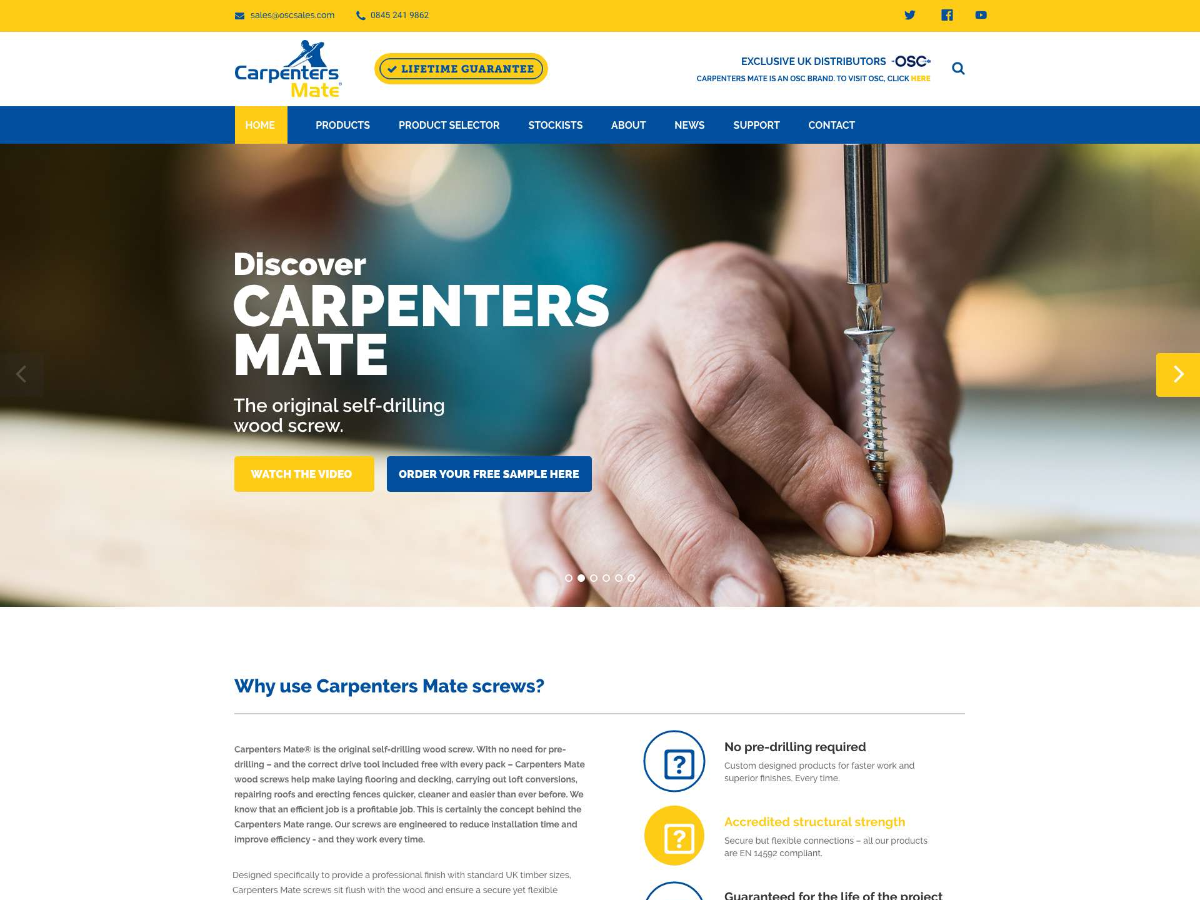 sales@oscsales.com
0845 241 9862
Carpenters
Mate
LIFETIME GUARANTEE
EXCLUSIVE UK DISTRIBUTORS OSC
CARPENTERS MATE IS AN OSC BRAND. TO VISIT OSC, CLICK HERE
HOME
PRODUCTS
PRODUCT SELECTOR
STOCKISTS
ABOUT
NEWS
SUPPORT
CONTACT
Discover
CARPENTERS
MATE
The original self-drilling
wood screw.
WATCH THE VIDEO
ORDER YOUR FREE SAMPLE HERE
Why use Carpenters Mate screws?
Carpenters Mate® is the original self-drilling wood screw. With no need for pre-
drilling – and the correct drive tool included free with every pack – Carpenters Mate
wood screws help make laying flooring and decking, carrying out loft conversions,
repairing roofs and erecting fences quicker, cleaner and easier than ever before. We
know that an efficient job is a profitable job. This is certainly the concept behind the
Carpenters Mate range. Our screws are engineered to reduce installation time and
improve efficiency - and they work every time.
Designed specifically to provide a professional finish with standard UK timber sizes,
Carpenters Mate screws sit flush with the wood and ensure a secure yet flexible
No pre-drilling required
Custom designed products for faster work and
superior finishes. Every time.
Accredited structural strength
Secure but flexible connections – all our products
are EN 14592 compliant.
Guaranteed for the life of the project